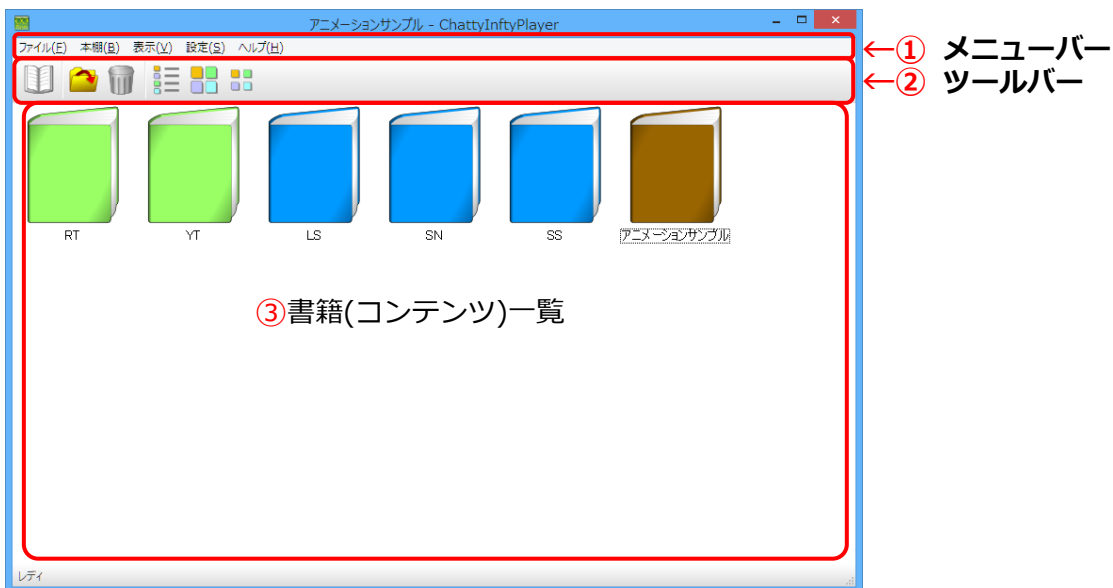 アニメーションサンプル - ChattyInftyPlayer
ファイル(F) 本棚(B) 表示(V) 設定(S) ヘルプ(H)
←① メニューバー
←② ツールバー
RT YT LS SN SS アニメーションサンプル
③書籍(コンテンツ)一覧
レディ